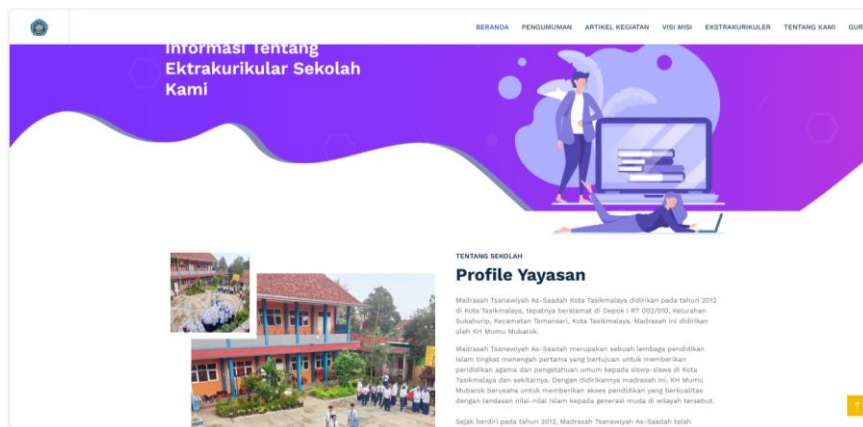 BERANDA PENGUMUMAN ARTIKEL KEGIATAN VISI MISI EKSTRAKURIKULER TENTANG KAMI GUR
Informasi Tentang
Ektrakurikular Sekolah
Kami
TENTANG SEKOLAH
Profile Yayasan
Madrasah Tsanawiyah As-Saadah Kota Tasikmalaya didirikan pada tahun 2012
di Kota Tasikmalaya, tepatnya beralamat di Depok I RT 002/010, Kelurahan
Sukahurip, Kecamatan Tamansari, Kota Tasikmalaya. Madrasah ini didirikan
olah KH Mumu Mubarok.
Madrasah Tsanawiyah As-Saadah merupakan sebuah lembaga pendidikan
Islam tingkat menengah pertama yang bertujuan untuk memberikan
pendidikan agama dan pengetahuan umum kepada siswa-siswa di Kota
Tasikmalaya dan sekitarnya. Dengan didirikannya madrasah ini, KH Mumu
Mubarok berusaha untuk memberikan akses pendidikan yang berkualitas
dengan landasan nilai-nilai Islam kepada generasi muda di wilayah tersebut.
Sejak berdiri pada tahun 2012, Madrasah Tsanawiyah As-Saadah telah